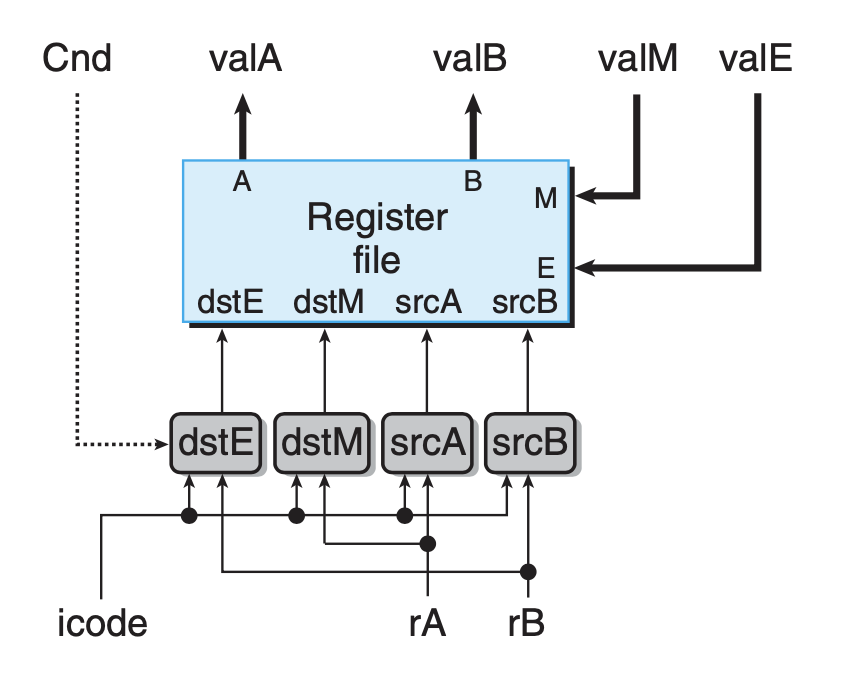 Cnd valA valB valM valE
A B
M
Register
file
E
dstE dstM srcA srcB
dstE dstM srcA srcB
icode rA rB